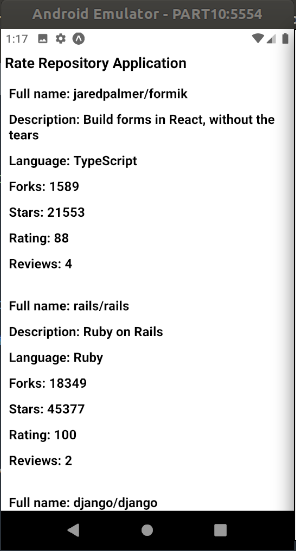 Android Emulator - PART10:5554
1:17
Rate Repository Application
Full name: jaredpalmer/formik
Description: Build forms in React, without the
tears
Language: TypeScript
Forks: 1589
Stars: 21553
Rating: 88
Reviews: 4
Full name: rails/rails
Description: Ruby on Rails
Language: Ruby
Forks: 18349
Stars: 45377
Rating: 100
Reviews: 2
Full name: django/django